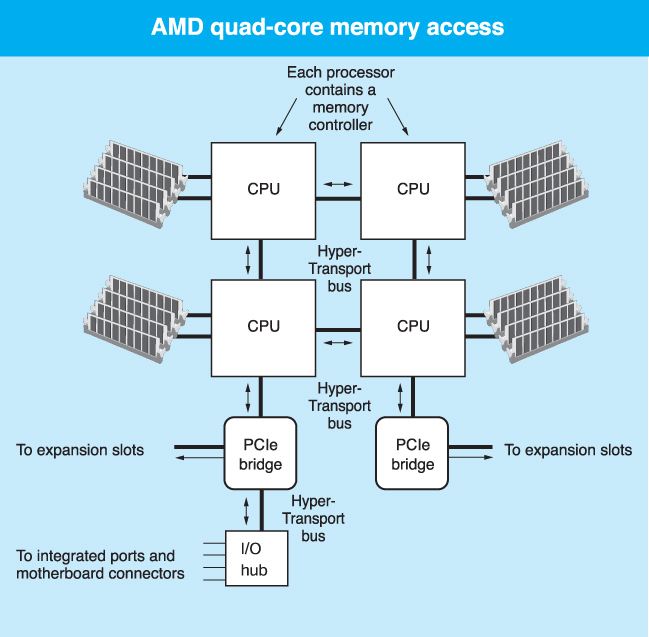 AMD quad-core memory access
Each processor
contains a
memory
controller
CPU
CPU
Hyper-
Transport
bus
CPU
CPU
Hyper-
Transport
bus
To expansion slots
PCIe
bridge
PCIe
bridge
To expansion slots
Hyper-
Transport
bus
To integrated ports and
motherboard connectors
I/O
hub